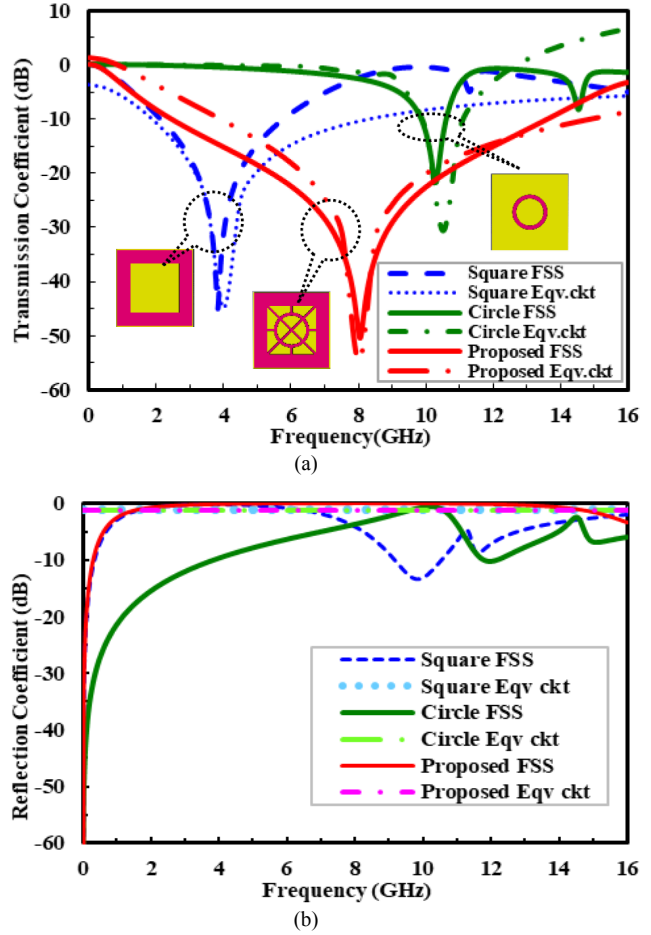 10
0
-10
-20
-30
-40
-50
-60
Transmission Coefficient (dB)
Square FSS
Square Eqv.ckt
Circle FSS
Circle Eqv.ckt
Proposed FSS
Proposed Eqv.ckt
0 2 4 6 8 10 12 14 16
Frequency(GHz)
(a)
0
-10
-20
-30
-40
-50
-60
Reflection Coefficient (dB)
Square FSS
Square Eqv ckt
Circle FSS
Circle Eqv ckt
Proposed FSS
Proposed Eqv ckt
0 2 4 6 8 10 12 14 16
Frequency (GHz)
(b)